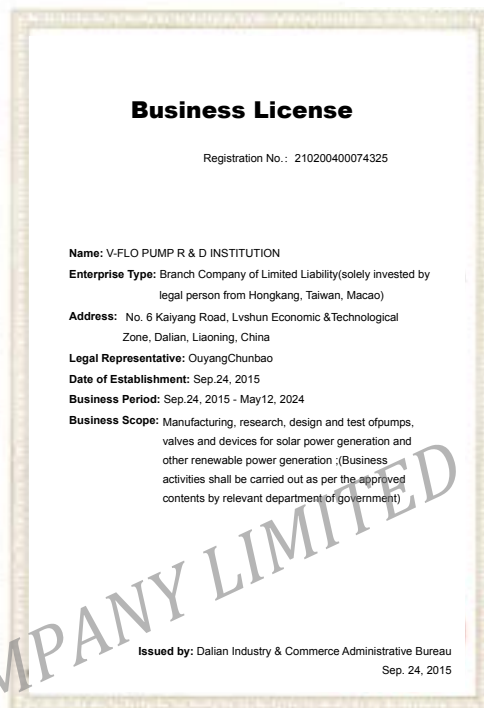 Business License
Registration No.: 210200400074325
Name: V-FLO PUMP R & D INSTITUTION
Enterprise Type: Branch Company of Limited Liability(solely invested by
legal person from Hongkang, Taiwan, Macao)
Address: No. 6 Kaiyang Road, Lvshun Economic &Technological
Zone, Dalian, Liaoning, China
Legal Representative: OuyangChunbao
Date of Establishment: Sep.24, 2015
Business Period: Sep.24, 2015 - May12, 2024
Business Scope: Manufacturing, research, design and test ofpumps,
valves and devices for solar power generation and
other renewable power generation ;(Business
activities shall be carried out as per the approved
contents by relevant department of government)
MPANY LIMITED
Issued by: Dalian Industry & Commerce Administrative Bureau
Sep. 24, 2015